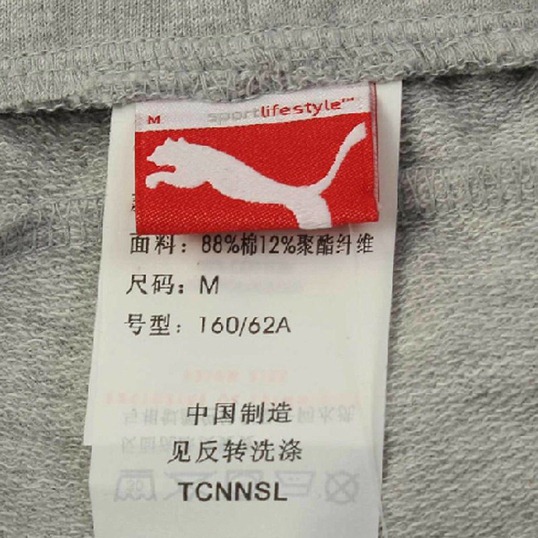 M sportlifestyle™
面料: 88%棉12%聚酯纤维
尺码: M
号型: 160/62A
中国制造
见反转洗涤
TCNNSL